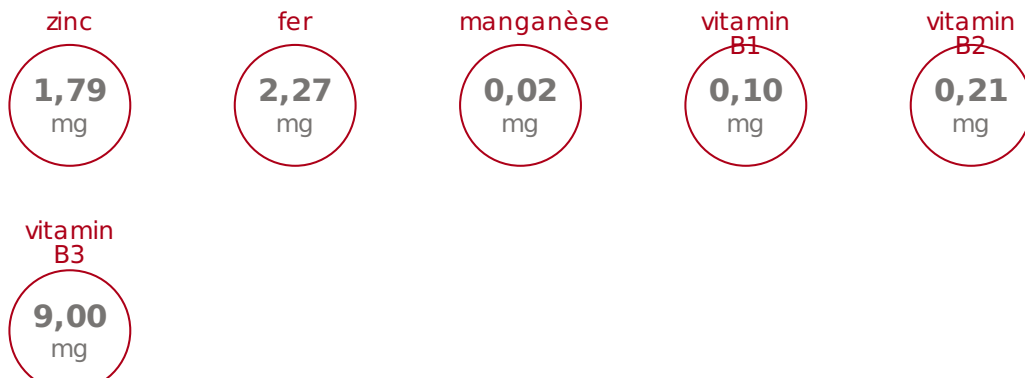 zinc
1,79
mg
fer
2,27
mg
manganèse
0,02
mg
vitamin
B1
0,10
mg
vitamin
B2
0,21
mg
vitamin
B3
9,00
mg